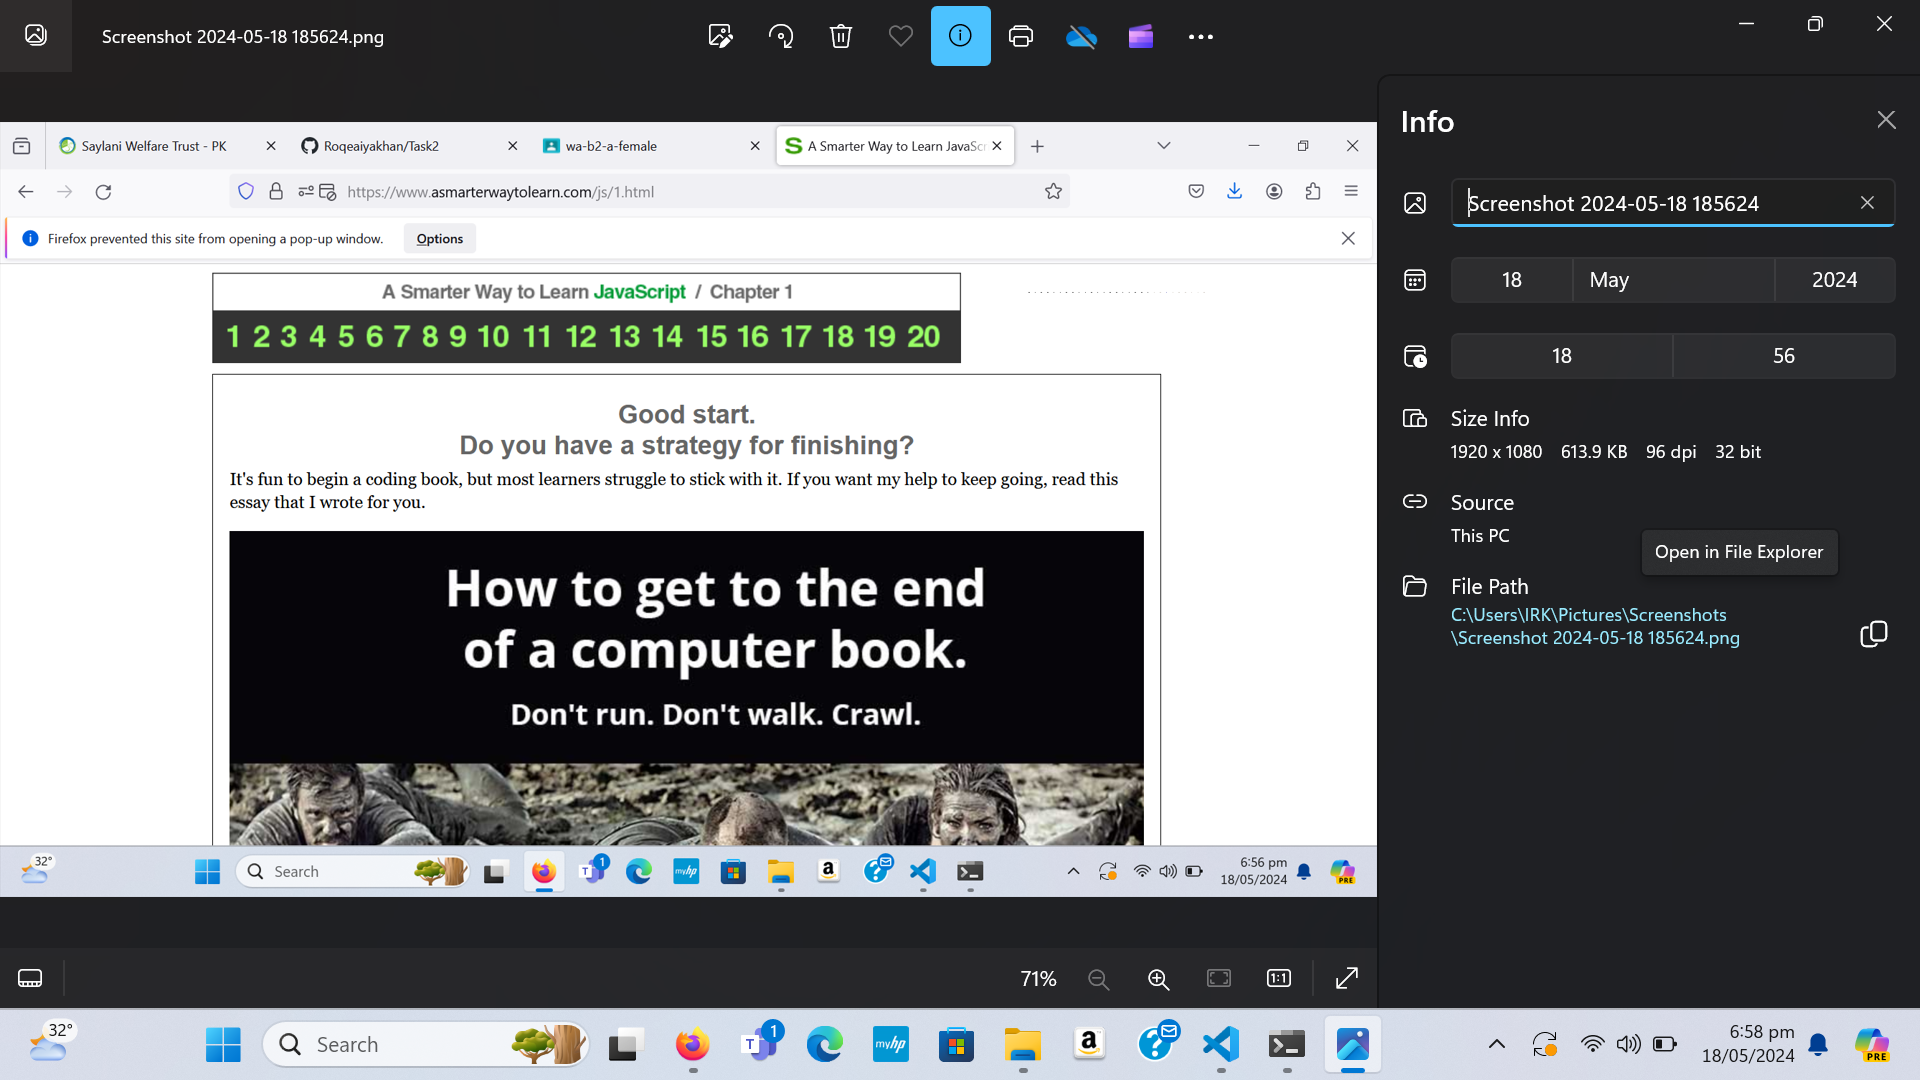 Screenshot 2024-05-18 185624.png
Info
Saylani Welfare Trust - PK
Roqeaiyakhan/Task2
wa-b2-a-female
A Smarter Way to Learn JavaScr
https://www.asmarterwaytolearn.com/js/1.html
Firefox prevented this site from opening a pop-up window.
Options
A Smarter Way to Learn JavaScript / Chapter 1
1 2 3 4 5 6 7 8 9 10 11 12 13 14 15 16 17 18 19 20
Good start.
Do you have a strategy for finishing?
It's fun to begin a coding book, but most learners struggle to stick with it. If you want my help to keep going, read this
essay that I wrote for you.
How to get to the end
of a computer book.
Don't run. Don't walk. Crawl.
32°
Search
T
1
myhp
a
?
6:56 pm
18/05/2024
PRE
Screenshot 2024-05-18 185624
18 May 2024
18 56
Size Info
1920 x 1080 613.9 KB 96 dpi 32 bit
Source
This PC
Open in File Explorer
File Path
C:\Users\IRK\Pictures\Screenshots
\Screenshot 2024-05-18 185624.png
71%
1:1
32°
Search
T
1
myhp
a
?
6:58 pm
18/05/2024
PRE